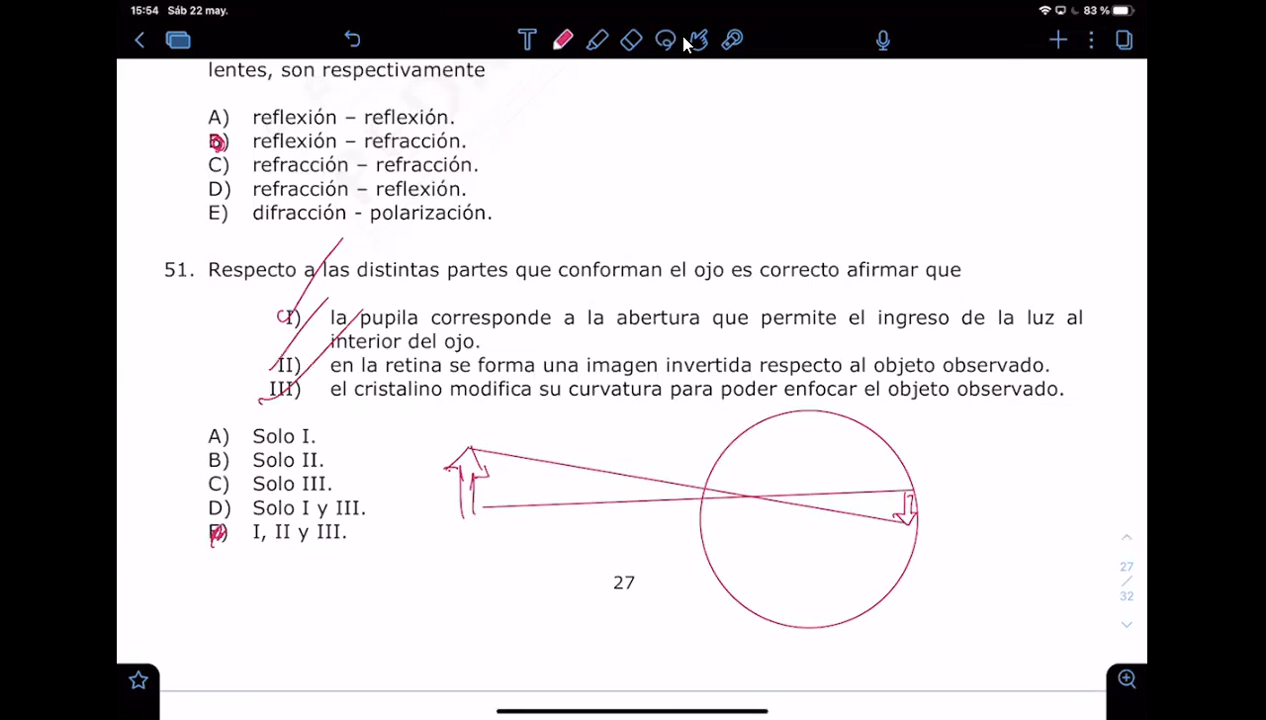 15:54 Sáb 22 may. 83 %
T
lentes, son respectivamente
A) reflexión – reflexión.
B) reflexión – refracción.
C) refracción – refracción.
D) refracción – reflexión.
E) difracción - polarización.
51. Respecto a las distintas partes que conforman el ojo es correcto afirmar que
I) la pupila corresponde a la abertura que permite el ingreso de la luz al
interior del ojo.
II) en la retina se forma una imagen invertida respecto al objeto observado.
III) el cristalino modifica su curvatura para poder enfocar el objeto observado.
A) Solo I.
B) Solo II.
C) Solo III.
D) Solo I y III.
E) I, II y III.
27
27
/
32